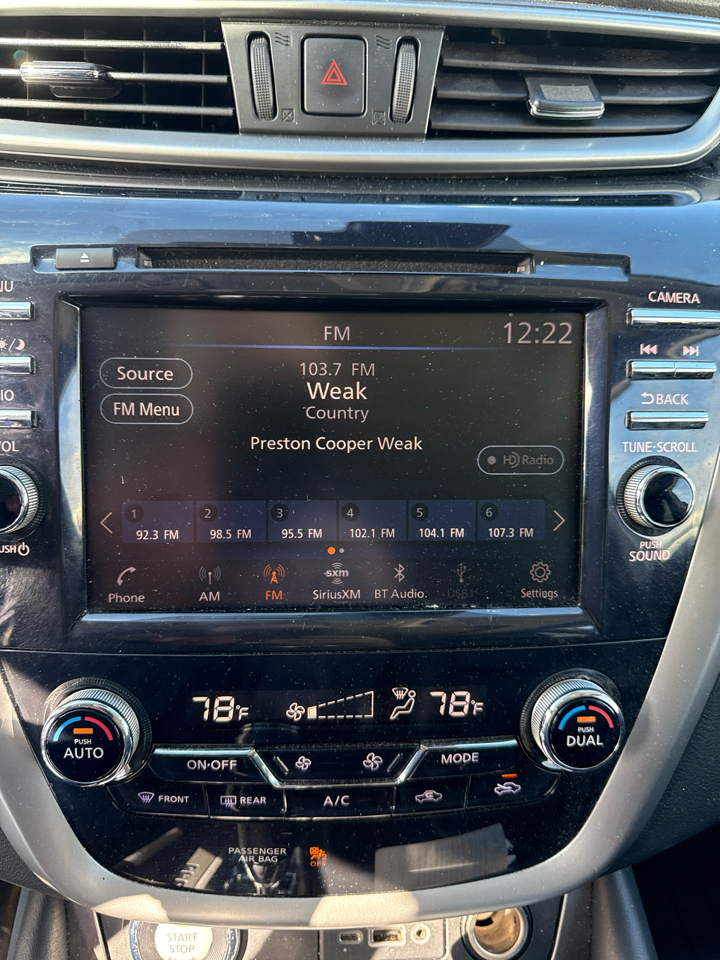 CAMERA
FM
12:22
Source
103.7 FM
Weak
FM Menu
Country
BACK
Preston Cooper Weak
HD Radio
TUNE·SCROLL
1
2
3
4
5
6
92.3 FM
98.5 FM
95.5 FM
102.1 FM
104.1 FM
107.3 FM
PUSH
SOUND
Phone
AM
FM
sxm
SiriusXM
BT Audio
Settings
78°F
78°F
PUSH
AUTO
PUSH
DUAL
ON·OFF
MODE
FRONT
REAR
A/C
PASSENGER
AIR BAG
OFF
START
STOP